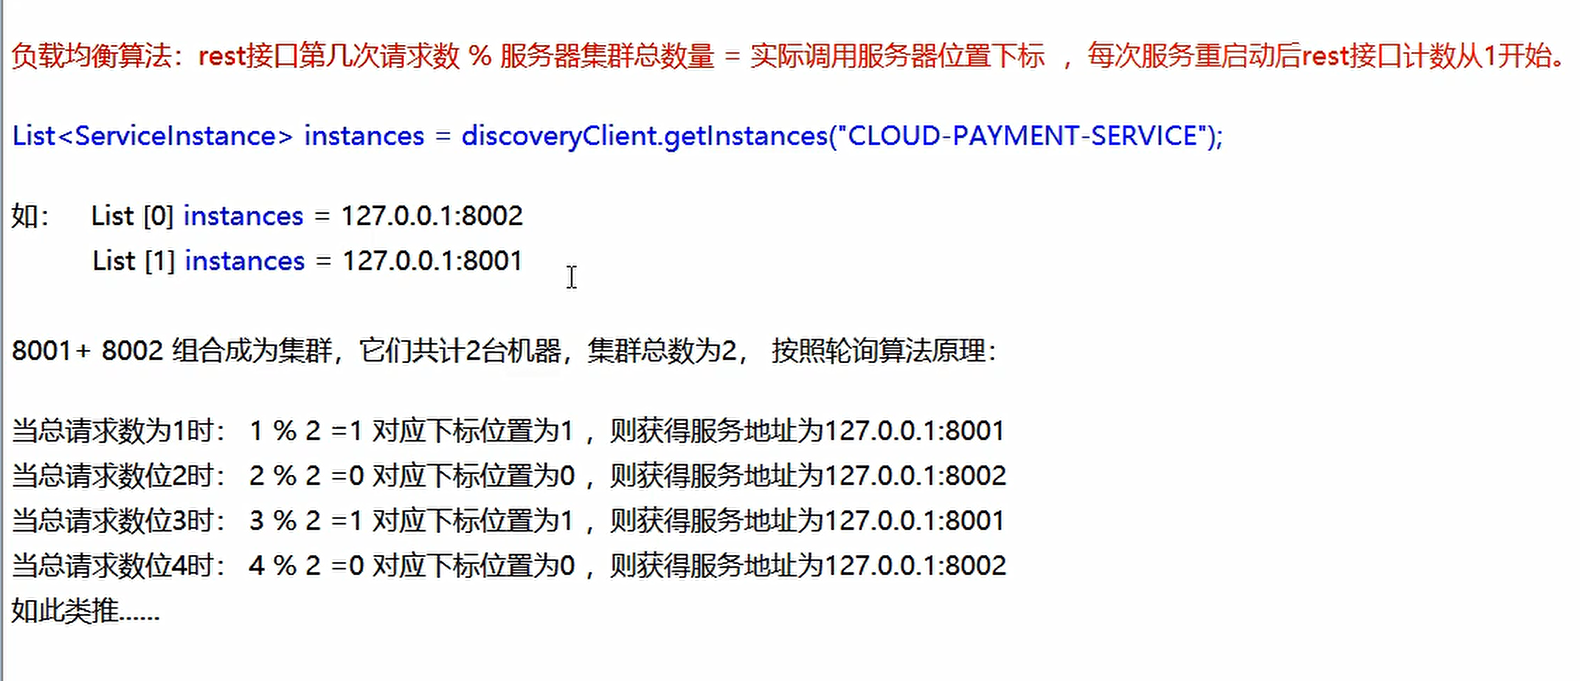 负载均衡算法：rest接口第几次请求数 % 服务器集群总数量 = 实际调用服务器位置下标 ，每次服务重启动后rest接口计数从1开始。
List<ServiceInstance> instances = discoveryClient.getInstances("CLOUD-PAYMENT-SERVICE");
如： List [0] instances = 127.0.0.1:8002
List [1] instances = 127.0.0.1:8001
8001+ 8002 组合成为集群，它们共计2台机器，集群总数为2， 按照轮询算法原理：
当总请求数为1时： 1 % 2 =1 对应下标位置为1 ，则获得服务地址为127.0.0.1:8001
当总请求数位2时： 2 % 2 =0 对应下标位置为0 ，则获得服务地址为127.0.0.1:8002
当总请求数位3时： 3 % 2 =1 对应下标位置为1 ，则获得服务地址为127.0.0.1:8001
当总请求数位4时： 4 % 2 =0 对应下标位置为0 ，则获得服务地址为127.0.0.1:8002
如此类推......